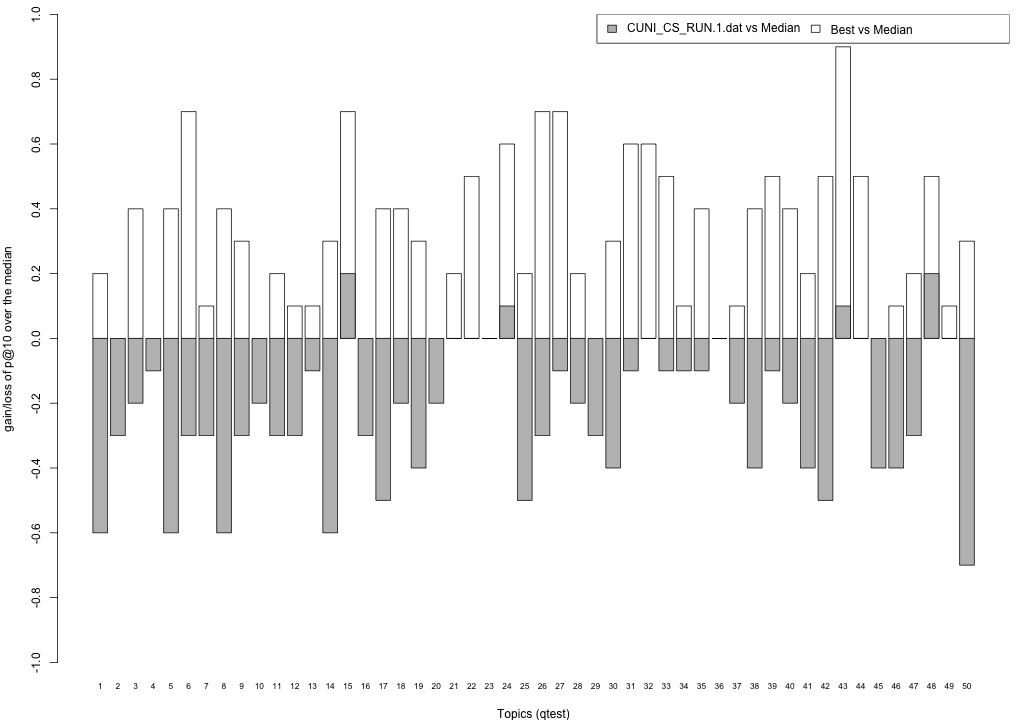 CUNI_CS_RUN.1.dat vs Median Best vs Median
gain/loss of p@10 over the median
1.0
0.8
0.6
0.4
0.2
0.0
-0.2
-0.4
-0.6
-0.8
-1.0
1 2 3 4 5 6 7 8 9 10 11 12 13 14 15 16 17 18 19 20 21 22 23 24 25 26 27 28 29 30 31 32 33 34 35 36 37 38 39 40 41 42 43 44 45 46 47 48 49 50
Topics (qtest)